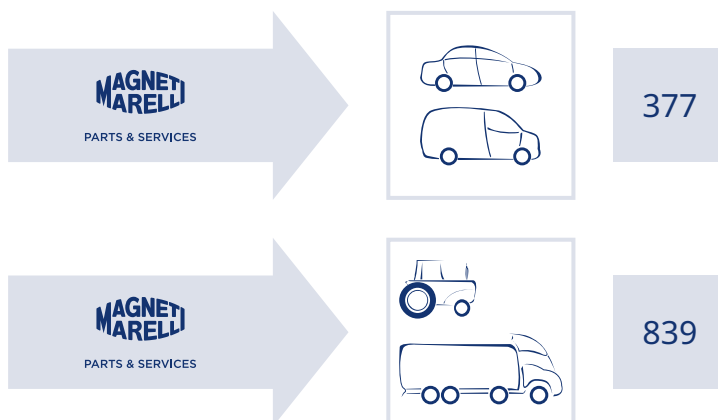 MAGNETI
MARELLI
PARTS & SERVICES
377
MAGNETI
MARELLI
PARTS & SERVICES
839